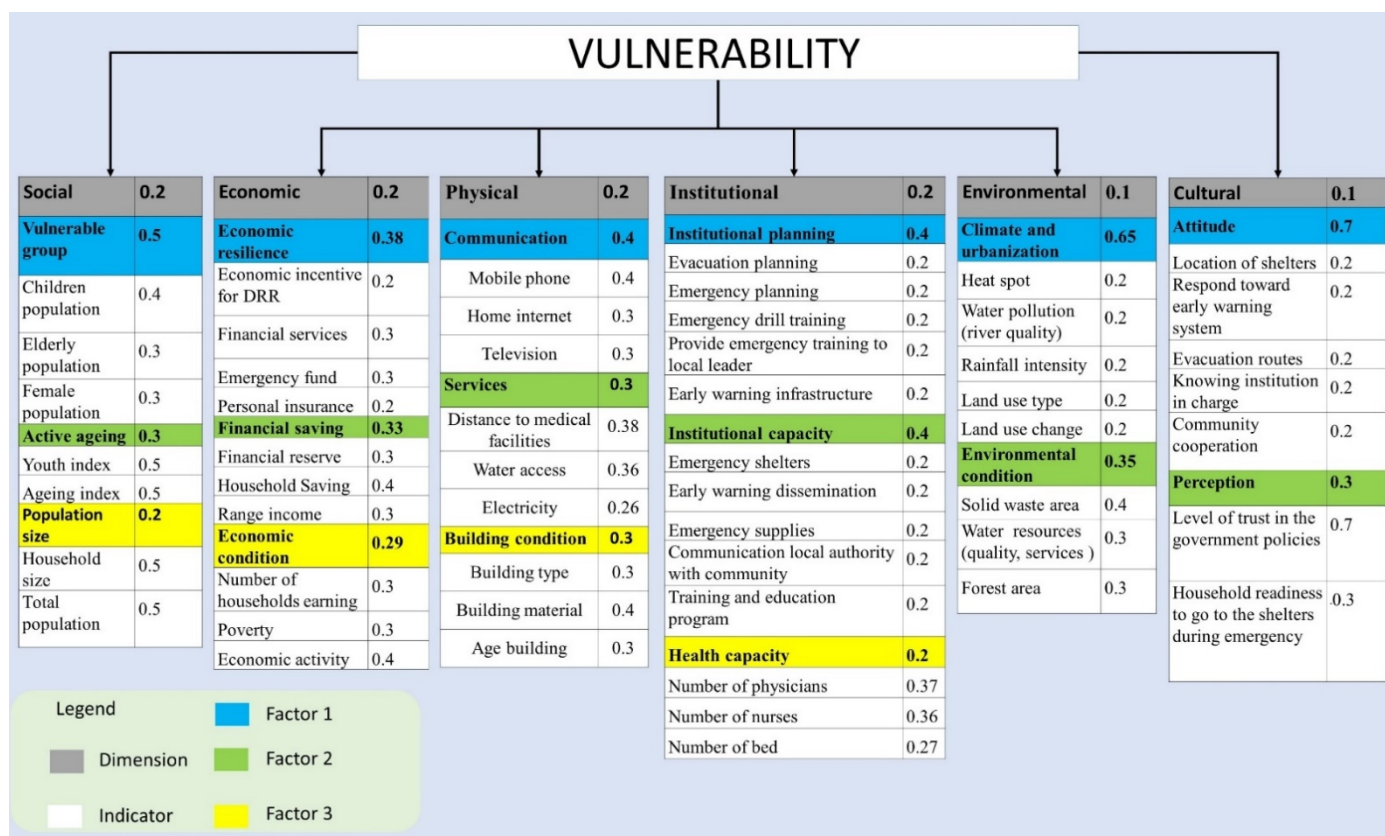 VULNERABILITY
Social 0.2
Vulnerable
group 0.5
Children
population 0.4
Elderly
population 0.3
Female
population 0.3
Active ageing 0.3
Youth index 0.5
Ageing index 0.5
Population
size 0.2
Household
size 0.5
Total
population 0.5
Economic 0.2
Economic
resilience 0.38
Economic incentive
for DRR 0.2
Financial services 0.3
Emergency fund 0.3
Personal insurance 0.2
Financial saving 0.33
Financial reserve 0.3
Household Saving 0.4
Range income 0.3
Economic
condition 0.29
Number of
households earning 0.3
Poverty 0.3
Economic activity 0.4
Physical 0.2
Communication 0.4
Mobile phone 0.4
Home internet 0.3
Television 0.3
Services 0.3
Distance to medical
facilities 0.38
Water access 0.36
Electricity 0.26
Building condition 0.3
Building type 0.3
Building material 0.4
Age building 0.3
Institutional 0.2
Institutional planning 0.4
Evacuation planning 0.2
Emergency planning 0.2
Emergency drill training 0.2
Provide emergency training to
local leader 0.2
Early warning infrastructure 0.2
Institutional capacity 0.4
Emergency shelters 0.2
Early warning dissemination 0.2
Emergency supplies 0.2
Communication local authority
with community 0.2
Training and education
program 0.2
Health capacity 0.2
Number of physicians 0.37
Number of nurses 0.36
Number of bed 0.27
Environmental 0.1
Climate and
urbanization 0.65
Heat spot 0.2
Water pollution
(river quality) 0.2
Rainfall intensity 0.2
Land use type 0.2
Land use change 0.2
Environmental
condition 0.35
Solid waste area 0.4
Water resources
(quality, services ) 0.3
Forest area 0.3
Cultural 0.1
Attitude 0.7
Location of shelters 0.2
Respond toward
early warning
system 0.2
Evacuation routes 0.2
Knowing institution
in charge 0.2
Community
cooperation 0.2
Perception 0.3
Level of trust in the
government policies 0.7
Household readiness
to go to the shelters
during emergency .0.3
Legend
Dimension
Indicator
Factor 1
Factor 2
Factor 3